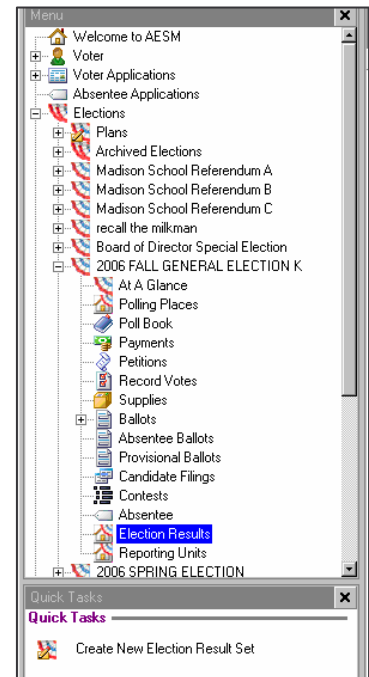 Menu
Welcome to AESM
Voter
Voter Applications
Absentee Applications
Elections
Plans
Archived Elections
Madison School Referendum A
Madison School Referendum B
Madison School Referendum C
recall the milkman
Board of Director Special Election
2006 FALL GENERAL ELECTION K
At A Glance
Polling Places
Poll Book
Payments
Petitions
Record Votes
Supplies
Ballots
Absentee Ballots
Provisional Ballots
Candidate Filings
Contests
Absentee
Election Results
Reporting Units
2006 SPRING ELECTION
Quick Tasks
Quick Tasks
Create New Election Result Set